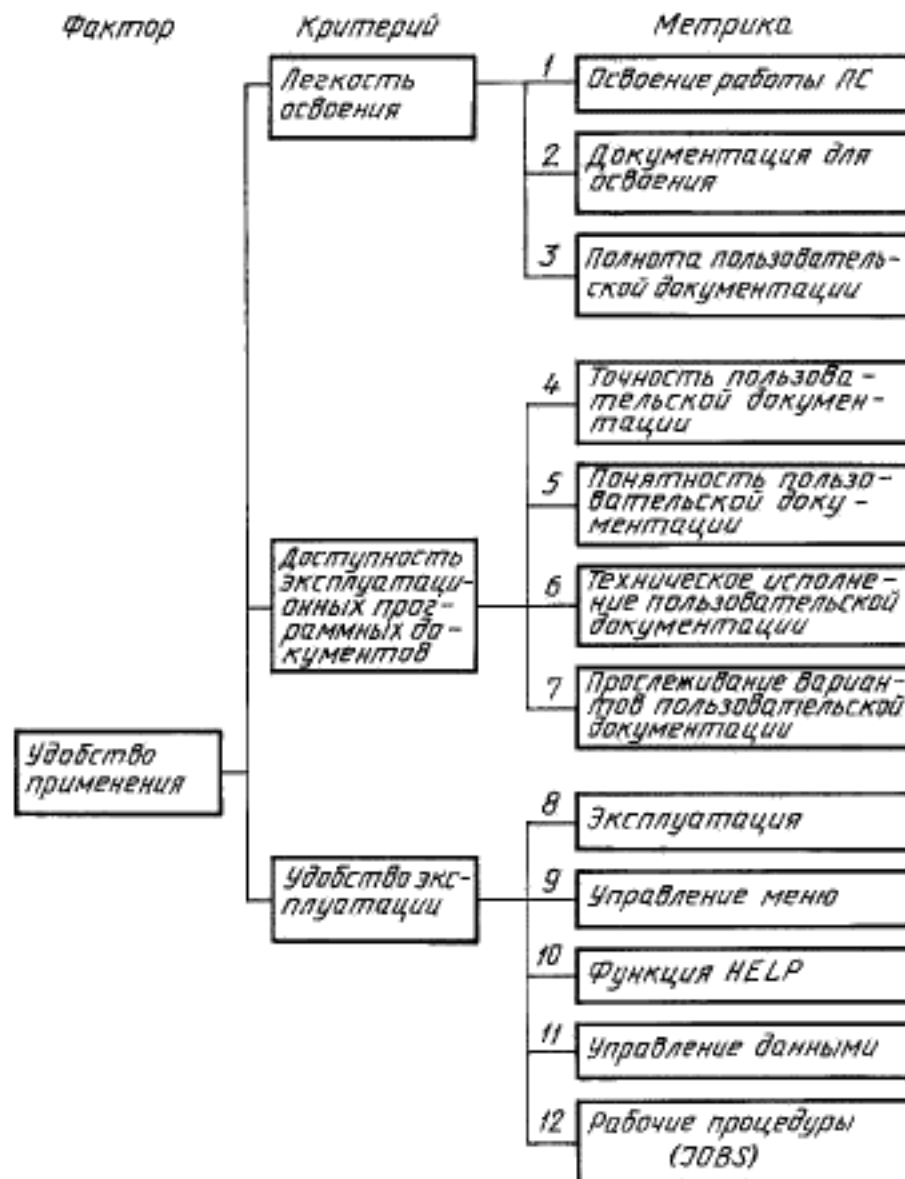 Фактор Критерий Метрика
Легкость
освоения
1
Освоение работы ПС
2
Документация для
освоения
3
Полнота пользователь-
ской документации
Доступность
эксплуатаци-
онных прог-
раммных до-
кументов
4
Точность пользова-
тельской докумен-
тации
5
Понятность пользо-
вательской доку-
ментации
6
Техническое исполне-
ние пользовательской
документации
7
Прослеживание вариан-
тов пользовательской
документации
Удобство
применения
Удобство экс-
плуатации
8
Эксплуатация
9
Управление меню
10
Функция HELP
11
Управление данными
12
Рабочие процедуры
(JOBS)